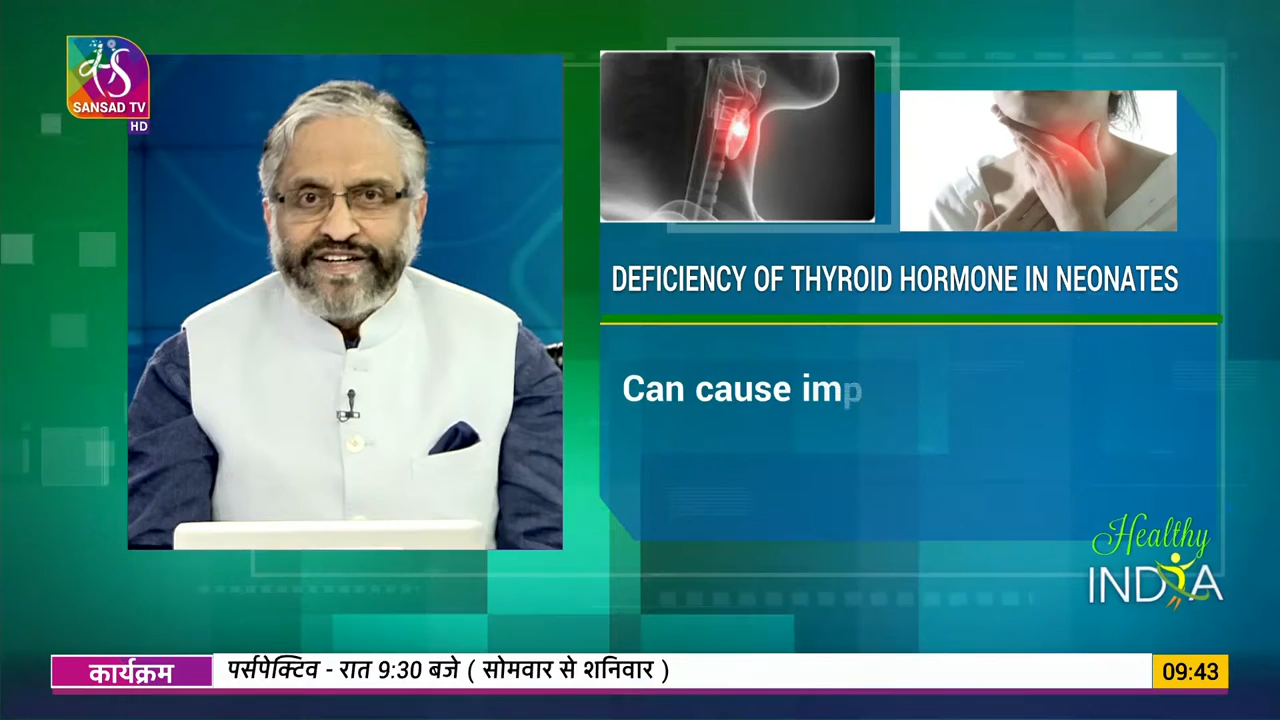 SANSAD TV
HD
DEFICIENCY OF THYROID HORMONE IN NEONATES
Can cause imp
Healthy
INDIA
कार्यक्रम
पर्सपेक्टिव - रात 9:30 बजे ( सोमवार से शनिवार )
09:43